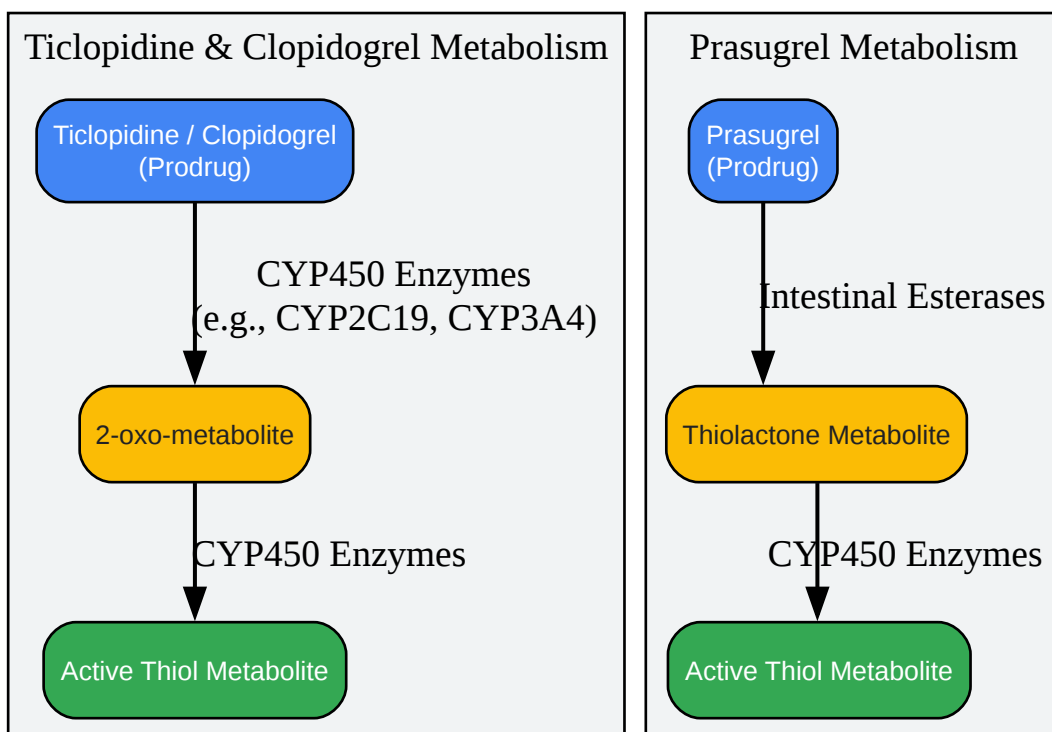 Ticlopidine & Clopidogrel Metabolism
Ticlopidine / Clopidogrel
(Prodrug)
CYP450 Enzymes
(e.g., CYP2C19, CYP3A4)
2-oxo-metabolite
CYP450 Enzymes
Active Thiol Metabolite
Prasugrel Metabolism
Prasugrel
(Prodrug)
Intestinal Esterases
Thiolactone Metabolite
CYP450 Enzymes
Active Thiol Metabolite